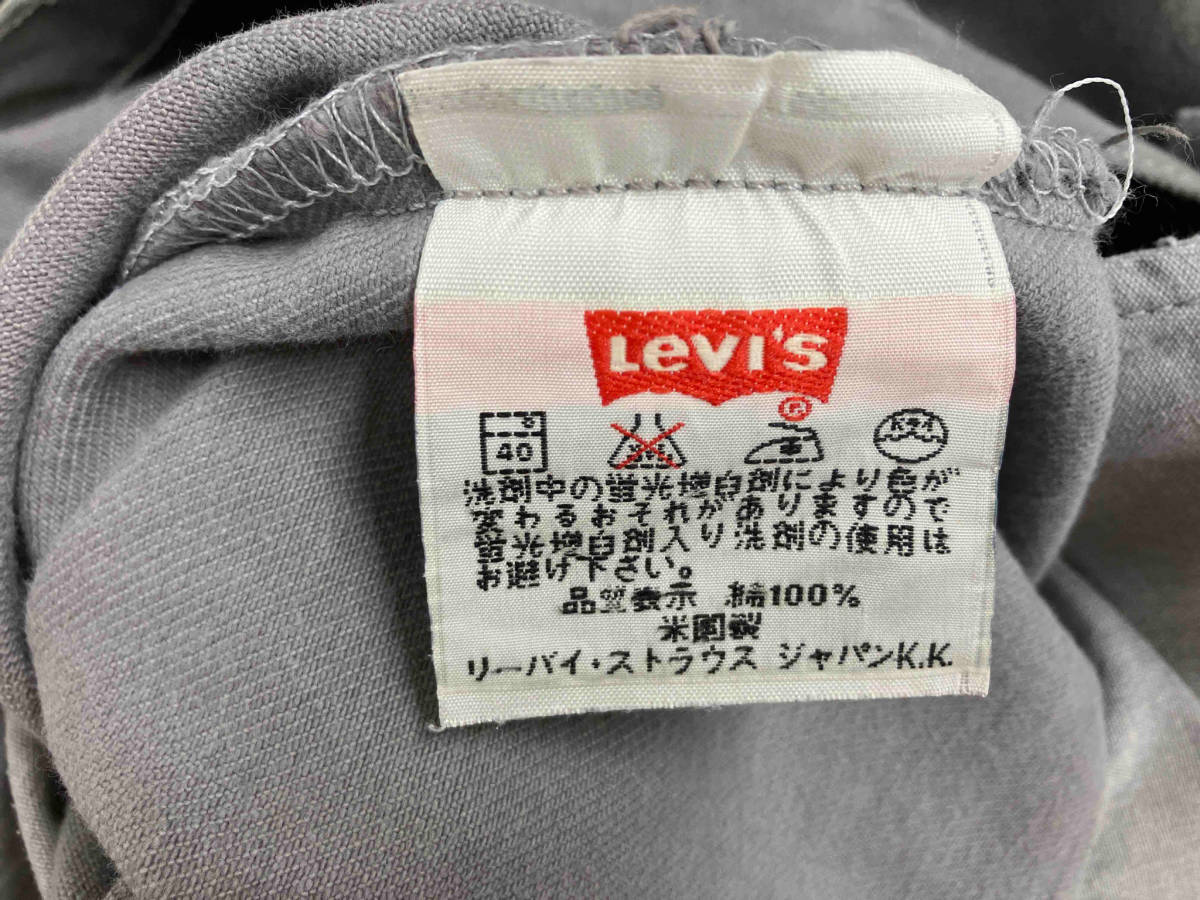 Levi's
®
40
ドライ
洗剤中の蛍光増白剤により色が
変わるおそれがありますので
蛍光増白剤入り洗剤の使用は
お避け下さい。
品質表示 綿100%
米国製
リーバイ・ストラウス ジャパンK.K.